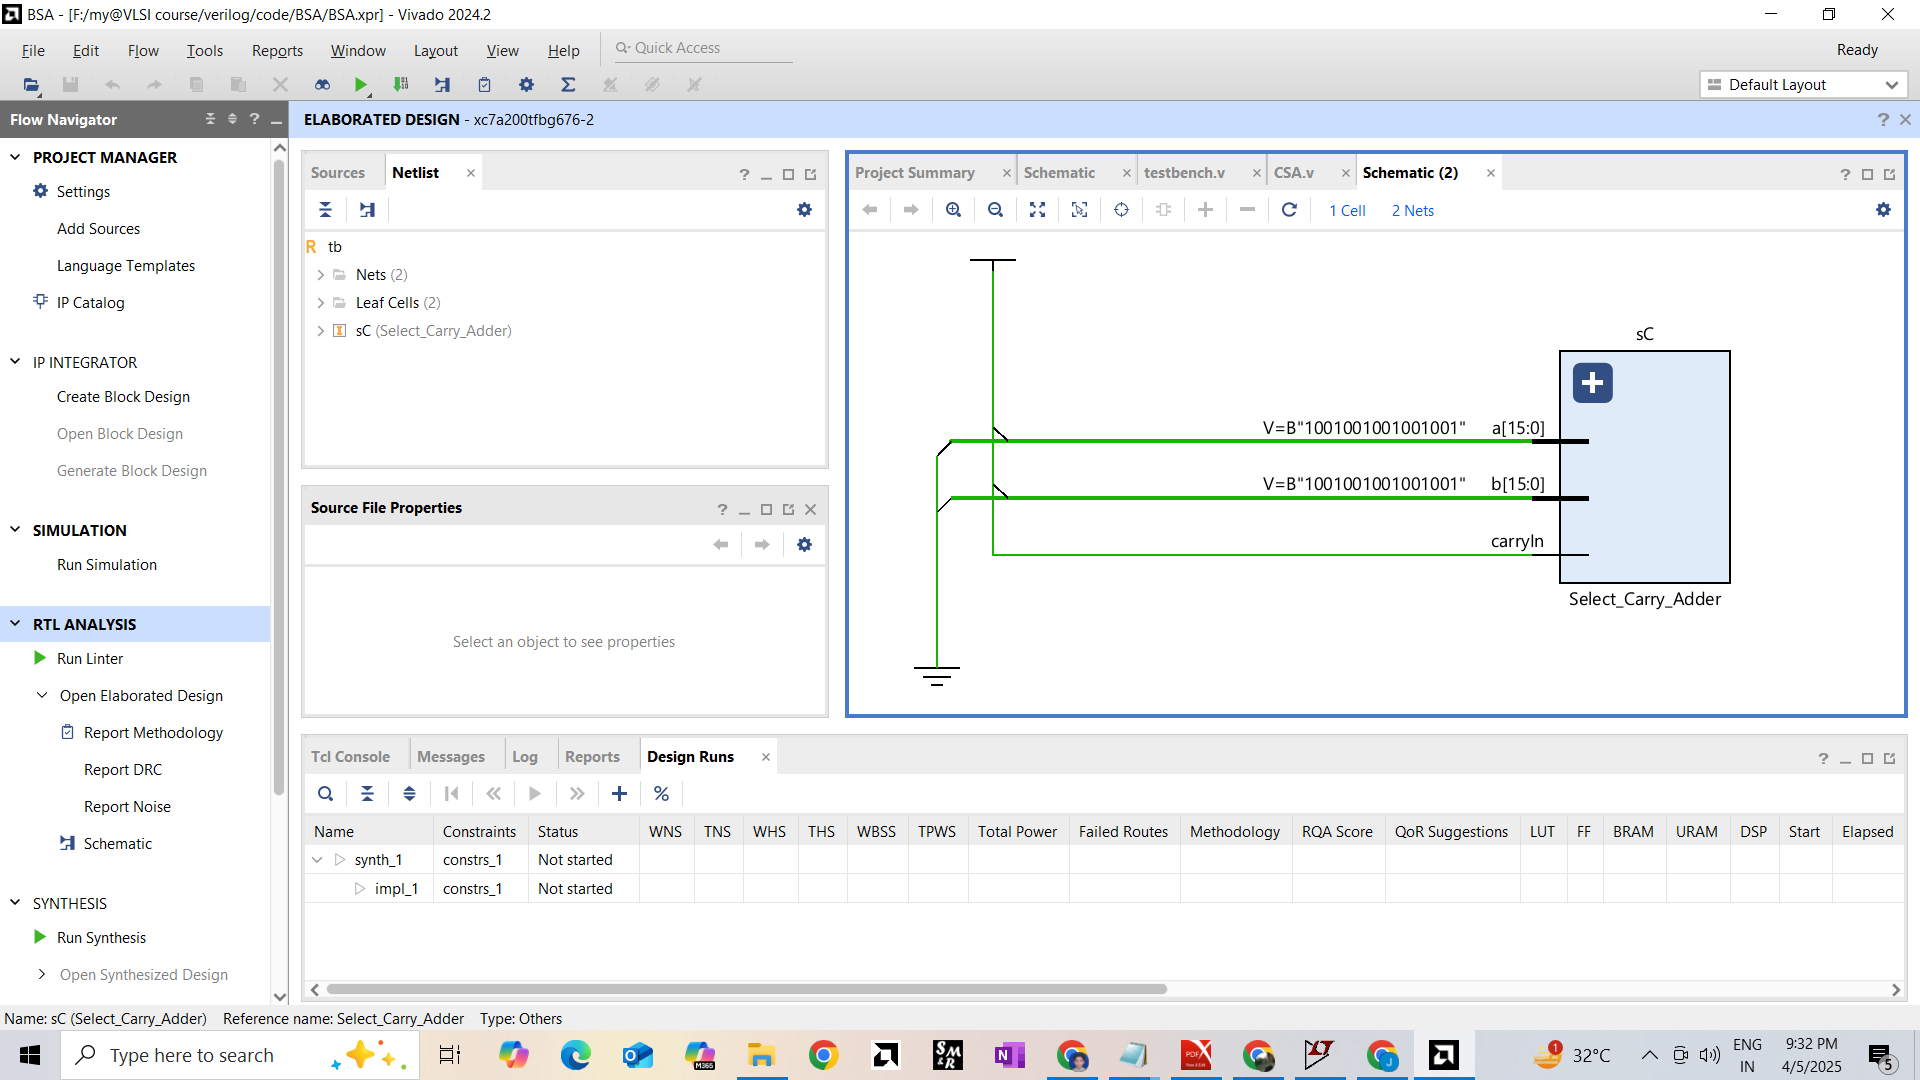 BSA - [F:/my@VLSI course/verilog/code/BSA/BSA.xpr] - Vivado 2024.2
File Edit Flow Tools Reports Window Layout View Help Quick Access Ready
Default Layout
Flow Navigator
ELABORATED DESIGN - xc7a200tfbg676-2
PROJECT MANAGER
Settings
Add Sources
Language Templates
IP Catalog
IP INTEGRATOR
Create Block Design
Open Block Design
Generate Block Design
SIMULATION
Run Simulation
RTL ANALYSIS
Run Linter
Open Elaborated Design
Report Methodology
Report DRC
Report Noise
Schematic
SYNTHESIS
Run Synthesis
Open Synthesized Design
Sources Netlist
R tb
Nets (2)
Leaf Cells (2)
sC (Select_Carry_Adder)
Source File Properties
Select an object to see properties
Project Summary Schematic testbench.v CSA.v Schematic (2)
1 Cell 2 Nets
sC
V=B"1001001001001001" a[15:0]
V=B"1001001001001001" b[15:0]
carryIn
Select_Carry_Adder
Tcl Console Messages Log Reports Design Runs
Name Constraints Status WNS TNS WHS THS WBSS TPWS Total Power Failed Routes Methodology RQA Score QoR Suggestions LUT FF BRAM URAM DSP Start Elapsed
synth_1 constrs_1 Not started
impl_1 constrs_1 Not started
Name: sC (Select_Carry_Adder) Reference name: Select_Carry_Adder Type: Others
Type here to search
M365
SM
&R
N
PDF
J
1
32°C
ENG
IN
9:32 PM
4/5/2025
5